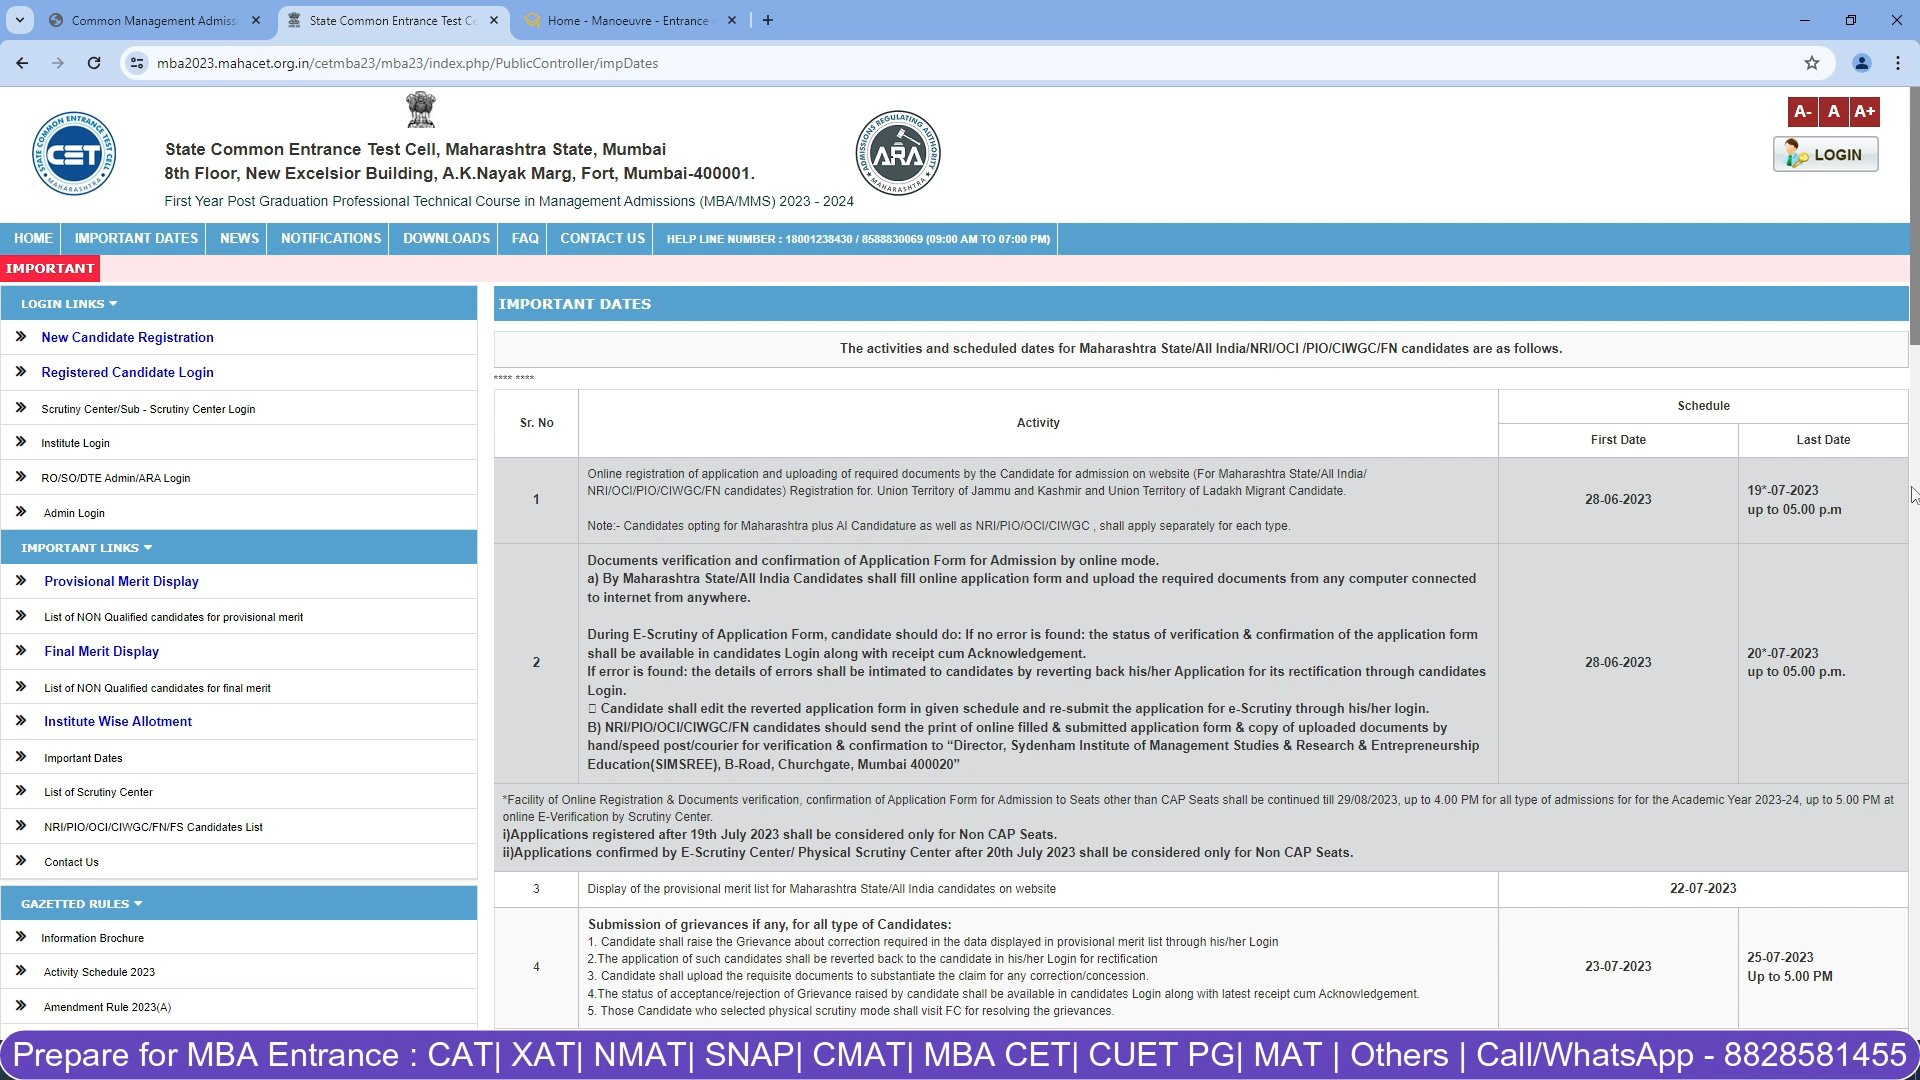 Common Management Admiss
State Common Entrance Test Ce
Home - Manoeuvre - Entrance
mba2023.mahacet.org.in/cetmba23/mba23/index.php/PublicController/impDates
STATE COMMON ENTRANCE TEST CELL
CET
MAHARASHTRA
State Common Entrance Test Cell, Maharashtra State, Mumbai
8th Floor, New Excelsior Building, A.K.Nayak Marg, Fort, Mumbai-400001.
First Year Post Graduation Professional Technical Course in Management Admissions (MBA/MMS) 2023 - 2024
ADMISSIONS REGULATING AUTHORITY
ARA
MAHARASHTRA
A- A A+
LOGIN
HOME IMPORTANT DATES NEWS NOTIFICATIONS DOWNLOADS FAQ CONTACT US HELP LINE NUMBER : 18001238430 / 8588830069 (09:00 AM TO 07:00 PM)
IMPORTANT
LOGIN LINKS
New Candidate Registration
Registered Candidate Login
Scrutiny Center/Sub - Scrutiny Center Login
Institute Login
RO/SO/DTE Admin/ARA Login
Admin Login
IMPORTANT LINKS
Provisional Merit Display
List of NON Qualified candidates for provisional merit
Final Merit Display
List of NON Qualified candidates for final merit
Institute Wise Allotment
Important Dates
List of Scrutiny Center
NRI/PIO/OCI/CIWGC/FN/FS Candidates List
Contact Us
GAZETTED RULES
Information Brochure
Activity Schedule 2023
Amendment Rule 2023(A)
IMPORTANT DATES
The activities and scheduled dates for Maharashtra State/All India/NRI/OCI /PIO/CIWGC/FN candidates are as follows.
**** ****
Sr. No Activity Schedule
First Date Last Date
1
Online registration of application and uploading of required documents by the Candidate for admission on website (For Maharashtra State/All India/
NRI/OCI/PIO/CIWGC/FN candidates) Registration for. Union Territory of Jammu and Kashmir and Union Territory of Ladakh Migrant Candidate.
Note:- Candidates opting for Maharashtra plus AI Candidature as well as NRI/PIO/OCI/CIWGC , shall apply separately for each type.
28-06-2023
19*-07-2023
up to 05.00 p.m
2
Documents verification and confirmation of Application Form for Admission by online mode.
a) By Maharashtra State/All India Candidates shall fill online application form and upload the required documents from any computer connected
to internet from anywhere.
During E-Scrutiny of Application Form, candidate should do: If no error is found: the status of verification & confirmation of the application form
shall be available in candidates Login along with receipt cum Acknowledgement.
If error is found: the details of errors shall be intimated to candidates by reverting back his/her Application for its rectification through candidates
Login.
▯ Candidate shall edit the reverted application form in given schedule and re-submit the application for e-Scrutiny through his/her login.
B) NRI/PIO/OCI/CIWGC/FN candidates should send the print of online filled & submitted application form & copy of uploaded documents by
hand/speed post/courier for verification & confirmation to “Director, Sydenham Institute of Management Studies & Research & Entrepreneurship
Education(SIMSREE), B-Road, Churchgate, Mumbai 400020”
28-06-2023
20*-07-2023
up to 05.00 p.m.
*Facility of Online Registration & Documents verification, confirmation of Application Form for Admission to Seats other than CAP Seats shall be continued till 29/08/2023, up to 4.00 PM for all type of admissions for for the Academic Year 2023-24, up to 5.00 PM at
online E-Verification by Scrutiny Center.
i)Applications registered after 19th July 2023 shall be considered only for Non CAP Seats.
ii)Applications confirmed by E-Scrutiny Center/ Physical Scrutiny Center after 20th July 2023 shall be considered only for Non CAP Seats.
3 Display of the provisional merit list for Maharashtra State/All India candidates on website 22-07-2023
4
Submission of grievances if any, for all type of Candidates:
1. Candidate shall raise the Grievance about correction required in the data displayed in provisional merit list through his/her Login
2.The application of such candidates shall be reverted back to the candidate in his/her Login for rectification
3. Candidate shall upload the requisite documents to substantiate the claim for any correction/concession.
4.The status of acceptance/rejection of Grievance raised by candidate shall be available in candidates Login along with latest receipt cum Acknowledgement.
5. Those Candidate who selected physical scrutiny mode shall visit FC for resolving the grievances.
23-07-2023
25-07-2023
Up to 5.00 PM
Prepare for MBA Entrance : CAT| XAT| NMAT| SNAP| CMAT| MBA CET| CUET PG| MAT | Others | Call/WhatsApp - 8828581455